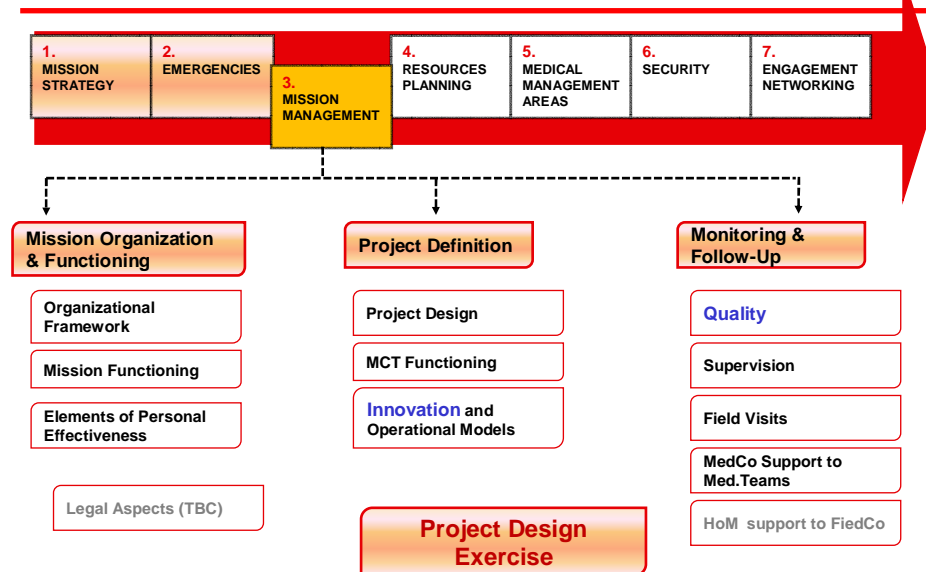 1.
MISSION
STRATEGY
2.
EMERGENCIES
3.
MISSION
MANAGEMENT
4.
RESOURCES
PLANNING
5.
MEDICAL
MANAGEMENT
AREAS
6.
SECURITY
7.
ENGAGEMENT
NETWORKING
Mission Organization
& Functioning
Organizational
Framework
Mission Functioning
Elements of Personal
Effectiveness
Legal Aspects (TBC)
Project Definition
Project Design
MCT Functioning
Innovation and
Operational Models
Project Design
Exercise
Monitoring &
Follow-Up
Quality
Supervision
Field Visits
MedCo Support to
Med.Teams
HoM support to FiedCo